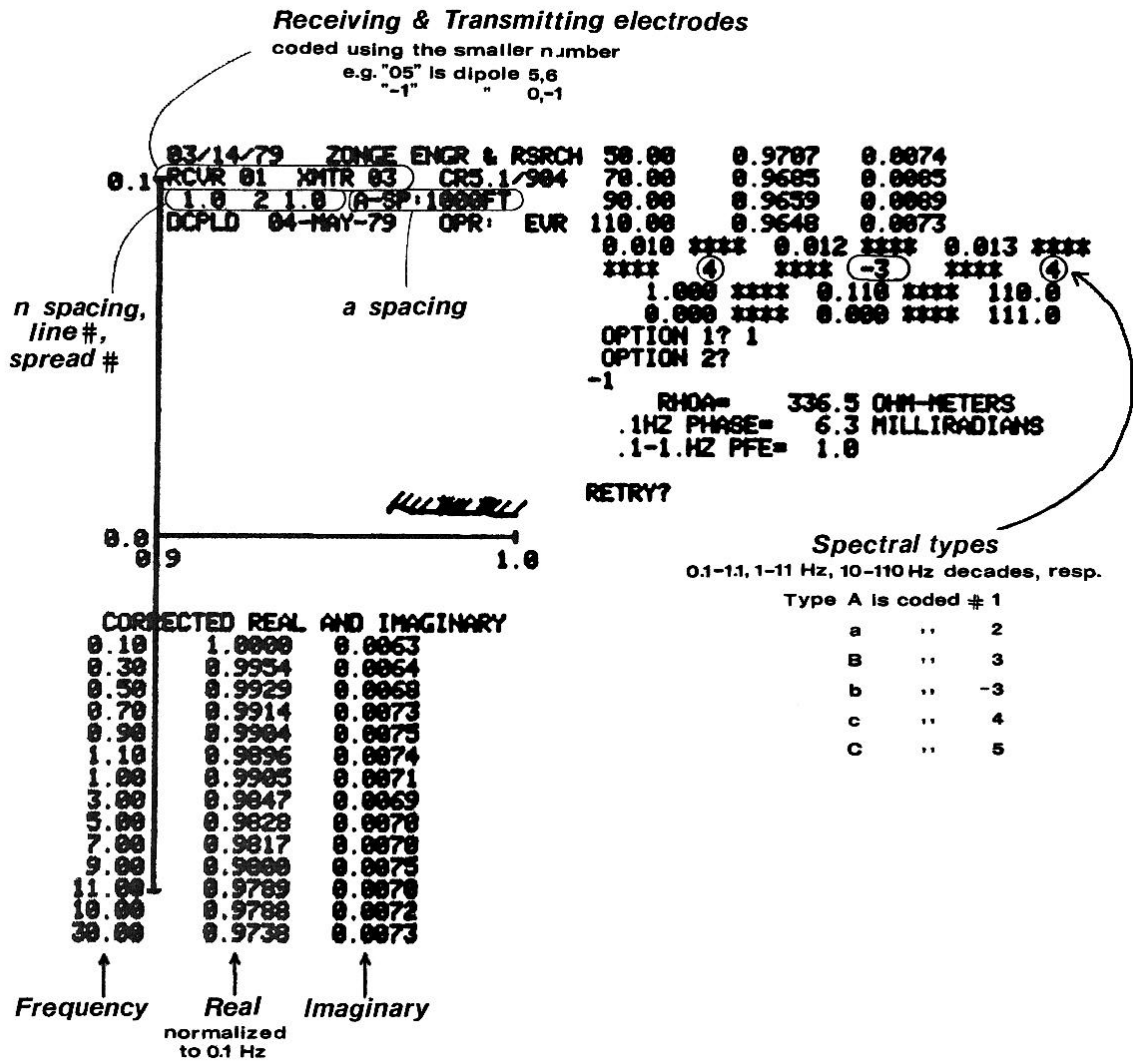 Receiving & Transmitting electrodes
coded using the smaller number
e.g. "05" is dipole 5,6
"-1" " 0,-1
03/14/79 ZONGE ENGR & RSRCH
RCVR 01 XMTR 03 CR5.1/904
1.0 2 1.0 A-SP:1000FT
DCPLD 04-MAY-79 OPR: EVR
0.1
n spacing,
line #,
spread #
a spacing
50.00 0.9707 0.0074
70.00 0.9685 0.0085
90.00 0.9659 0.0089
110.00 0.9648 0.0073
0.010 **** 0.012 **** 0.013 ****
**** 4 **** -3 **** 4
1.000 **** 0.110 **** 110.0
0.000 **** 0.000 **** 111.0
OPTION 1? 1
OPTION 2?
-1
RHOA= 336.5 OHM-METERS
.1HZ PHASE= 6.3 MILLIRADIANS
.1-1.HZ PFE= 1.0
RETRY?
0.0
0.9 1.0
Spectral types
0.1-1.1, 1-11 Hz, 10-110 Hz decades, resp.
Type A is coded # 1
a ,, 2
B ,, 3
b ,, -3
c ,, 4
C ,, 5
CORRECTED REAL AND IMAGINARY
0.10 1.0000 0.0063
0.30 0.9954 0.0064
0.50 0.9929 0.0068
0.70 0.9914 0.0073
0.90 0.9904 0.0075
1.10 0.9896 0.0074
1.00 0.9905 0.0071
3.00 0.9847 0.0069
5.00 0.9828 0.0070
7.00 0.9817 0.0070
9.00 0.9800 0.0075
11.00 0.9789 0.0070
10.00 0.9788 0.0072
30.00 0.9738 0.0073
Frequency Real Imaginary
normalized
to 0.1 Hz